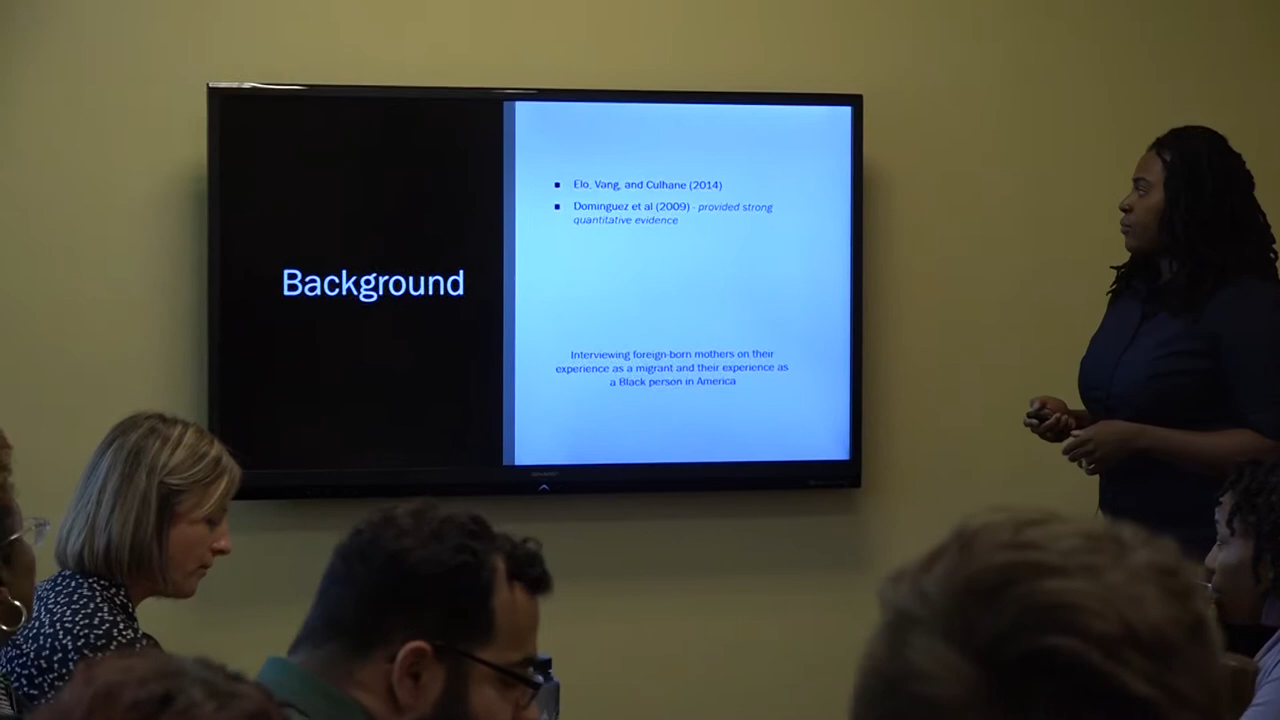 Background
Elo, Vang, and Culhane (2014)
Dominguez et al (2009) - provided strong
quantitative evidence
Interviewing foreign-born mothers on their
experience as a migrant and their experience as
a Black person in America
SHARP